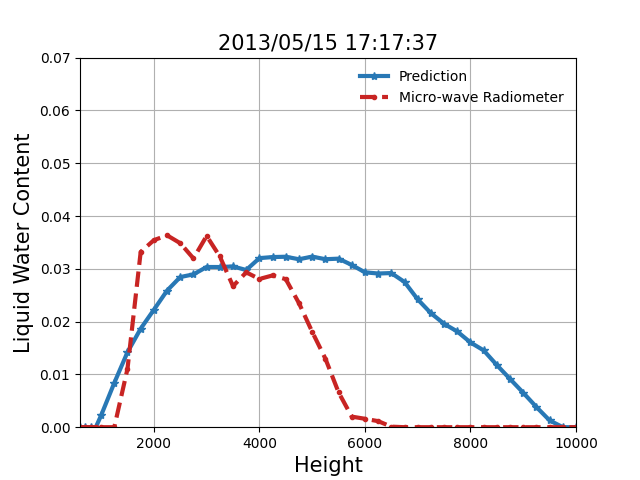 2013/05/15 17:17:37
0.07
0.06
0.05
0.04
0.03
0.02
0.01
0.00
Liquid Water Content
Prediction
Micro-wave Radiometer
2000 4000 6000 8000 10000
Height